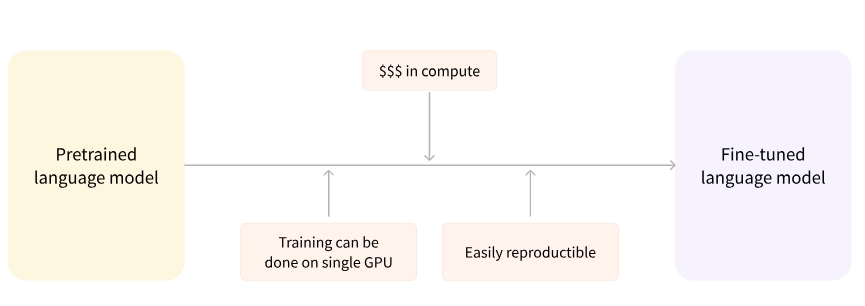 $$$ in compute
Pretrained
language model
Fine-tuned
language model
Training can be
done on single GPU
Easily reproductible